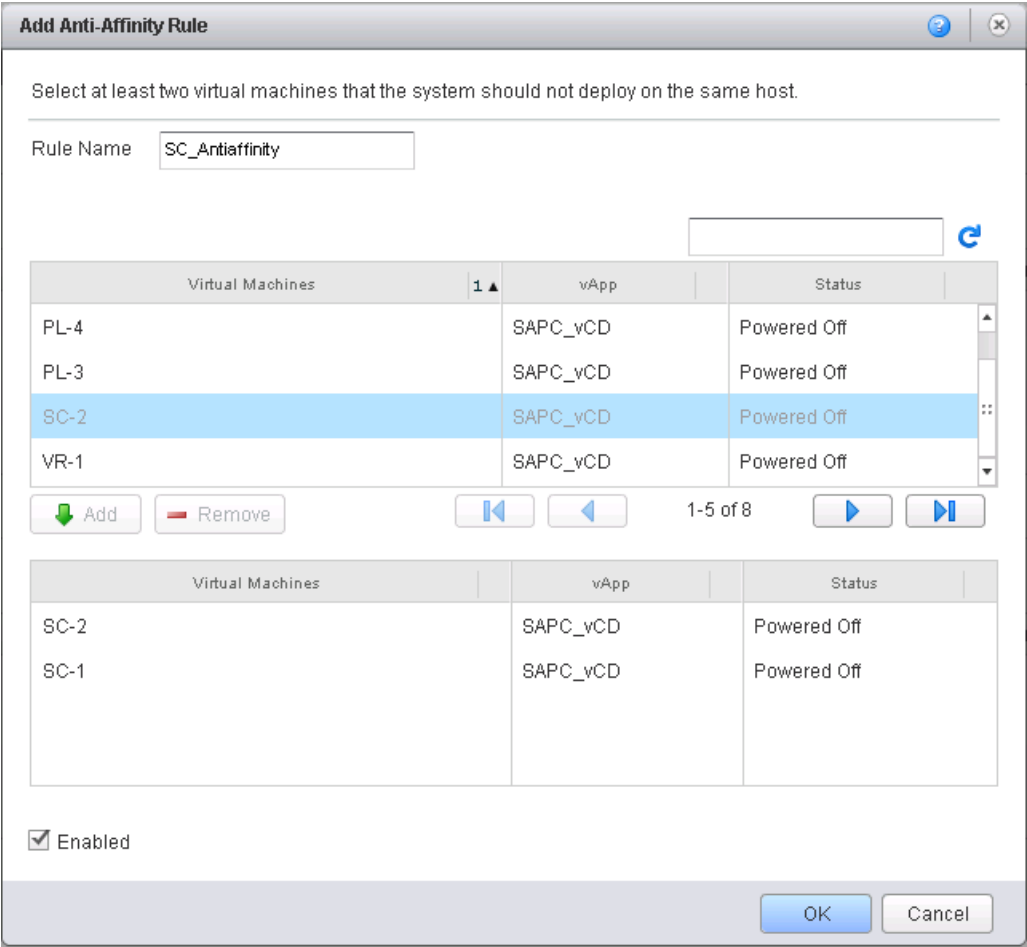 Add Anti-Affinity Rule
Select at least two virtual machines that the system should not deploy on the same host.
Rule Name SC_Antiaffinity
Virtual Machines 1 ▲ vApp Status
PL-4 SAPC_vCD Powered Off
PL-3 SAPC_vCD Powered Off
SC-2 SAPC_vCD Powered Off
VR-1 SAPC_vCD Powered Off
Add Remove 1-5 of 8
Virtual Machines vApp Status
SC-2 SAPC_vCD Powered Off
SC-1 SAPC_vCD Powered Off
Enabled
OK Cancel